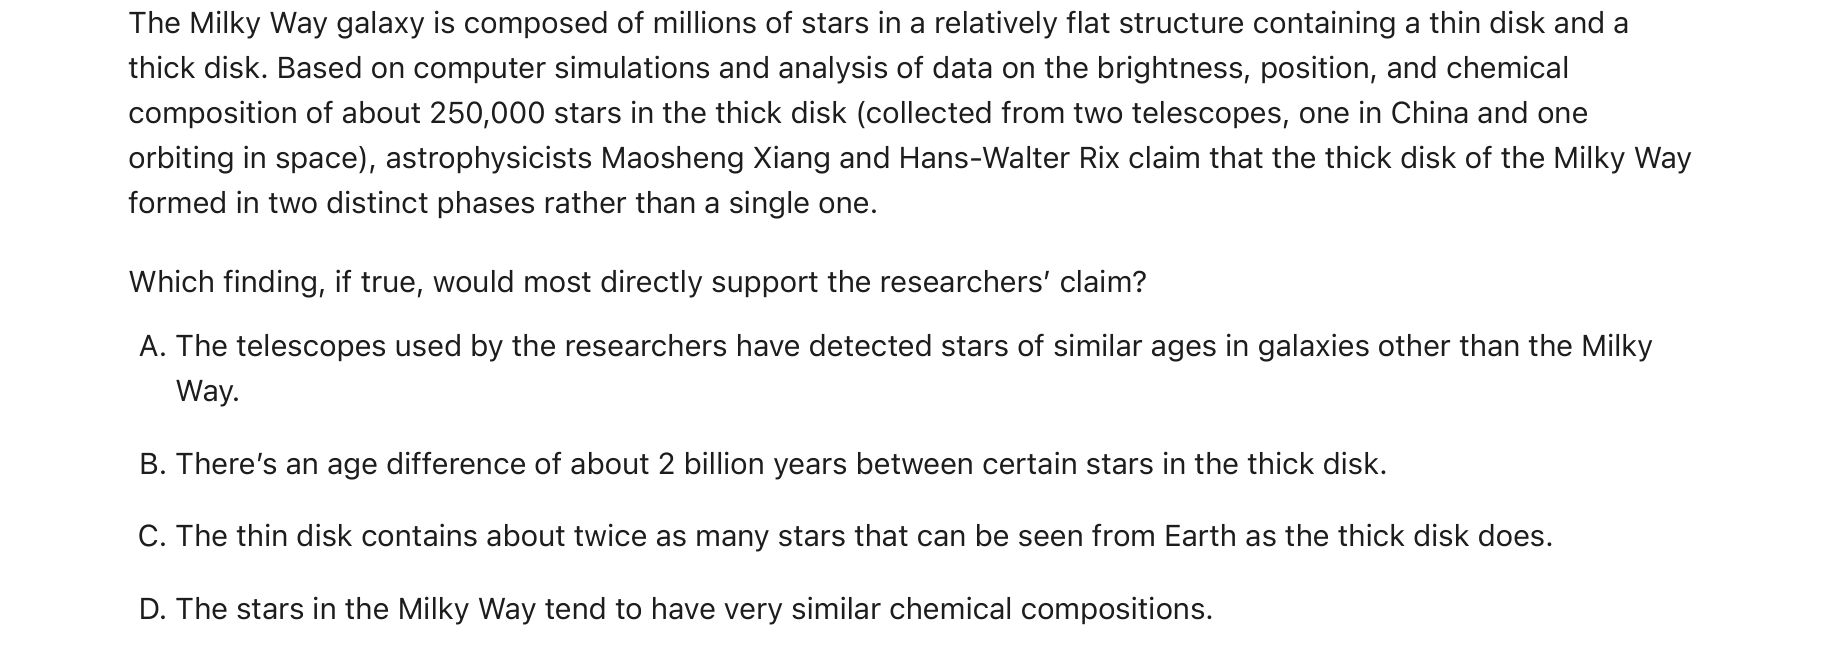 The Milky Way galaxy is composed of millions of stars in a relatively flat structure containing a thin disk and a
thick disk. Based on computer simulations and analysis of data on the brightness, position, and chemical
composition of about 250,000 stars in the thick disk (collected from two telescopes, one in China and one
orbiting in space), astrophysicists Maosheng Xiang and Hans-Walter Rix claim that the thick disk of the Milky Way
formed in two distinct phases rather than a single one.
Which finding, if true, would most directly support the researchers’ claim?
A. The telescopes used by the researchers have detected stars of similar ages in galaxies other than the Milky
Way.
B. There’s an age difference of about 2 billion years between certain stars in the thick disk.
C. The thin disk contains about twice as many stars that can be seen from Earth as the thick disk does.
D. The stars in the Milky Way tend to have very similar chemical compositions.